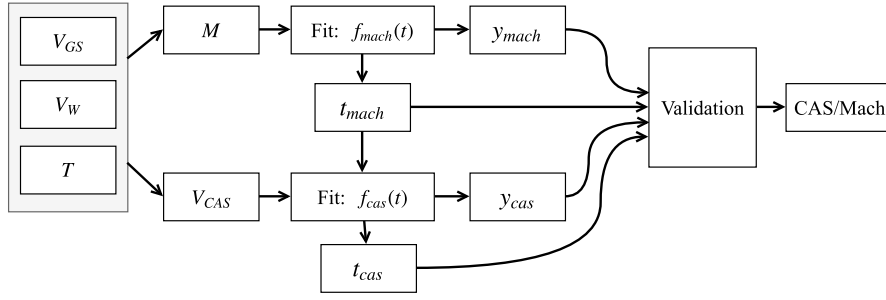 V_GS
V_W
T
M
Fit: f_mach(t)
y_mach
t_mach
V_CAS
Fit: f_cas(t)
y_cas
t_cas
Validation
CAS/Mach